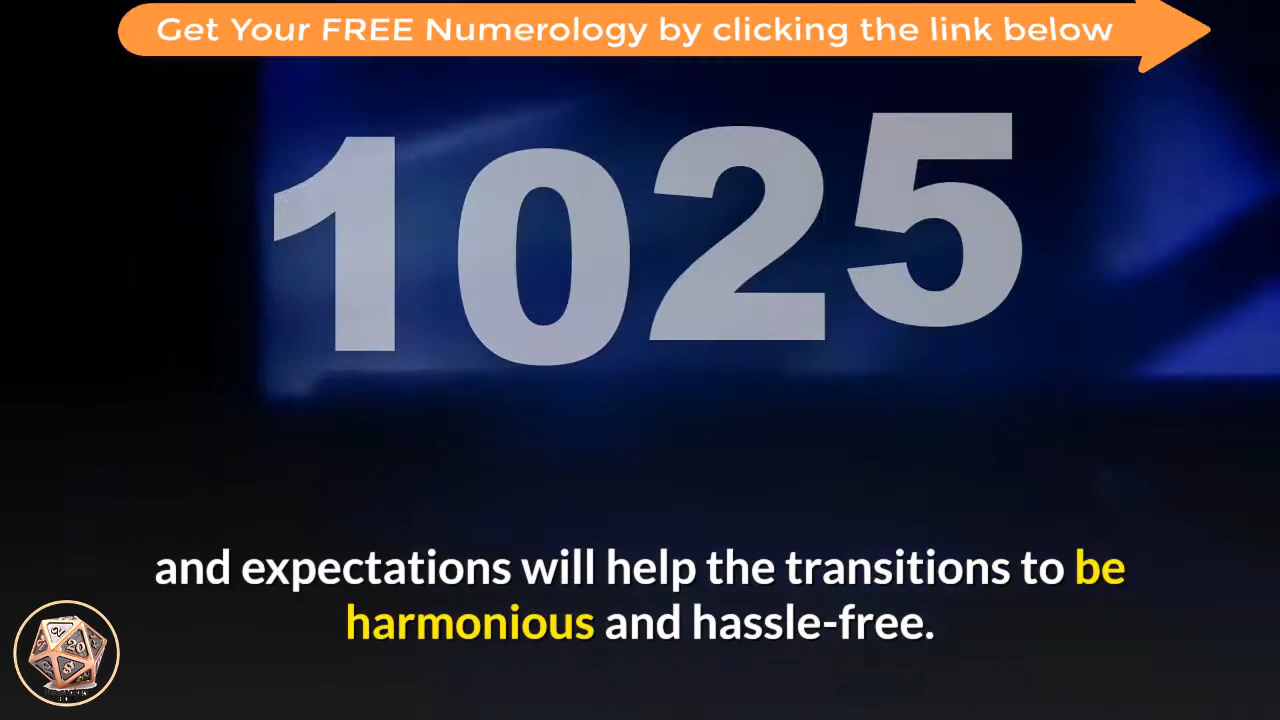 Get Your FREE Numerology by clicking the link below
1025
and expectations will help the transitions to be
harmonious and hassle-free.
20